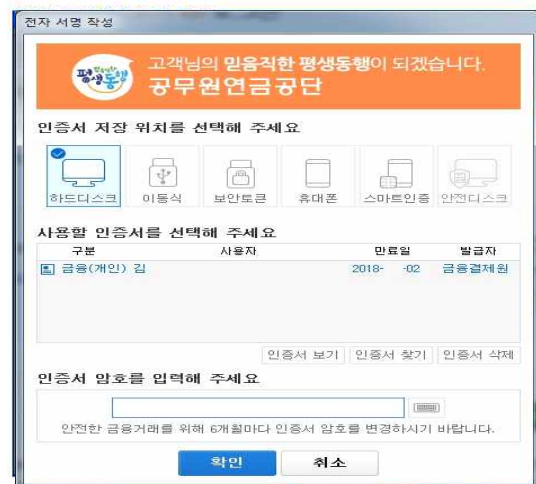 전자 서명 작성
평생동행
고객님의 믿음직한 평생동행이 되겠습니다.
공무원연금공단
인증서 저장 위치를 선택해 주세요
하드디스크 이동식 보안토큰 휴대폰 스마트인증 안전디스크
사용할 인증서를 선택해 주세요
구분 사용자 만료일 발급자
금융(개인) 김 2018- -02 금융결제원
인증서 보기 인증서 찾기 인증서 삭제
인증서 암호를 입력해 주세요
안전한 금융거래를 위해 6개월마다 인증서 암호를 변경하시기 바랍니다.
확인 취소